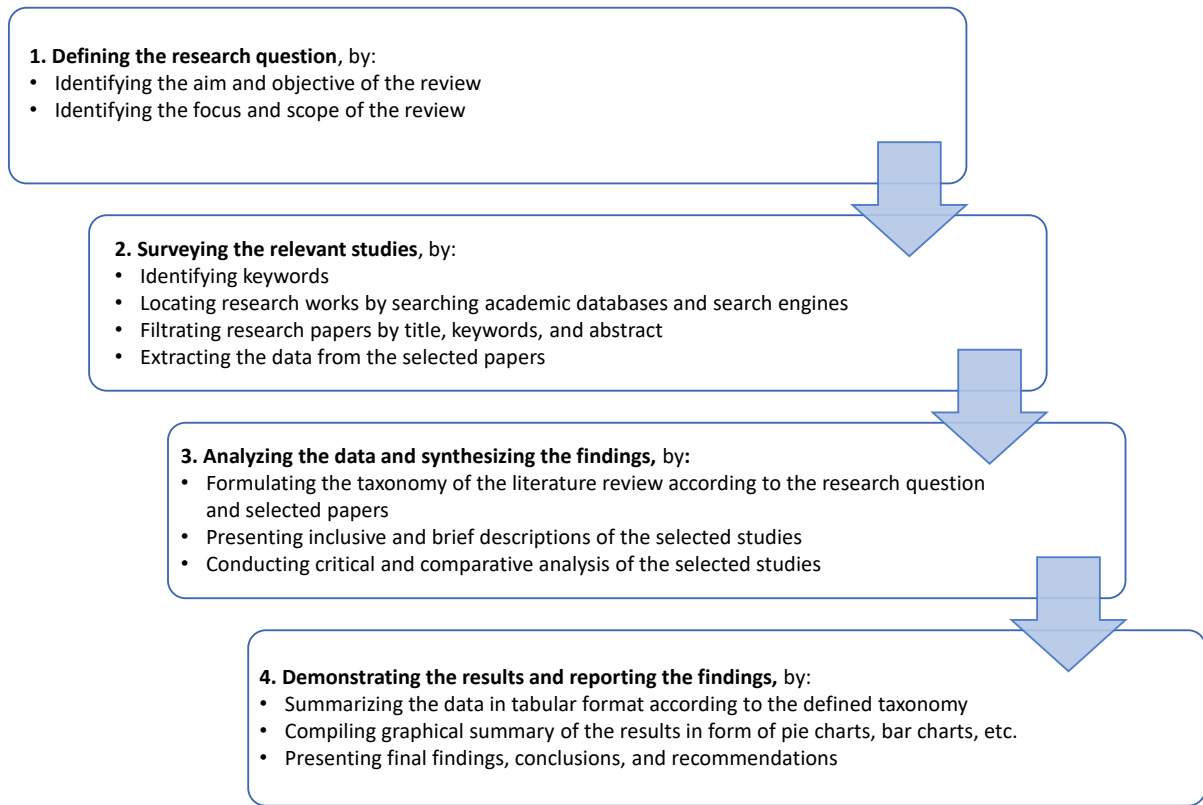 1. Defining the research question, by:
• Identifying the aim and objective of the review
• Identifying the focus and scope of the review
2. Surveying the relevant studies, by:
• Identifying keywords
• Locating research works by searching academic databases and search engines
• Filtrating research papers by title, keywords, and abstract
• Extracting the data from the selected papers
3. Analyzing the data and synthesizing the findings, by:
• Formulating the taxonomy of the literature review according to the research question
and selected papers
• Presenting inclusive and brief descriptions of the selected studies
• Conducting critical and comparative analysis of the selected studies
4. Demonstrating the results and reporting the findings, by:
• Summarizing the data in tabular format according to the defined taxonomy
• Compiling graphical summary of the results in form of pie charts, bar charts, etc.
• Presenting final findings, conclusions, and recommendations